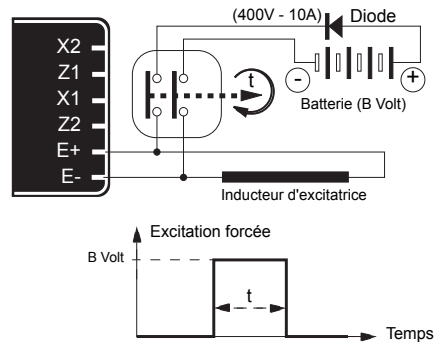 (400V - 10A) Diode
X2
Z1
X1
Z2
E+
E-
t
- +
Batterie (B Volt)
Inducteur d'excitatrice
Excitation forcée
B Volt
t
Temps